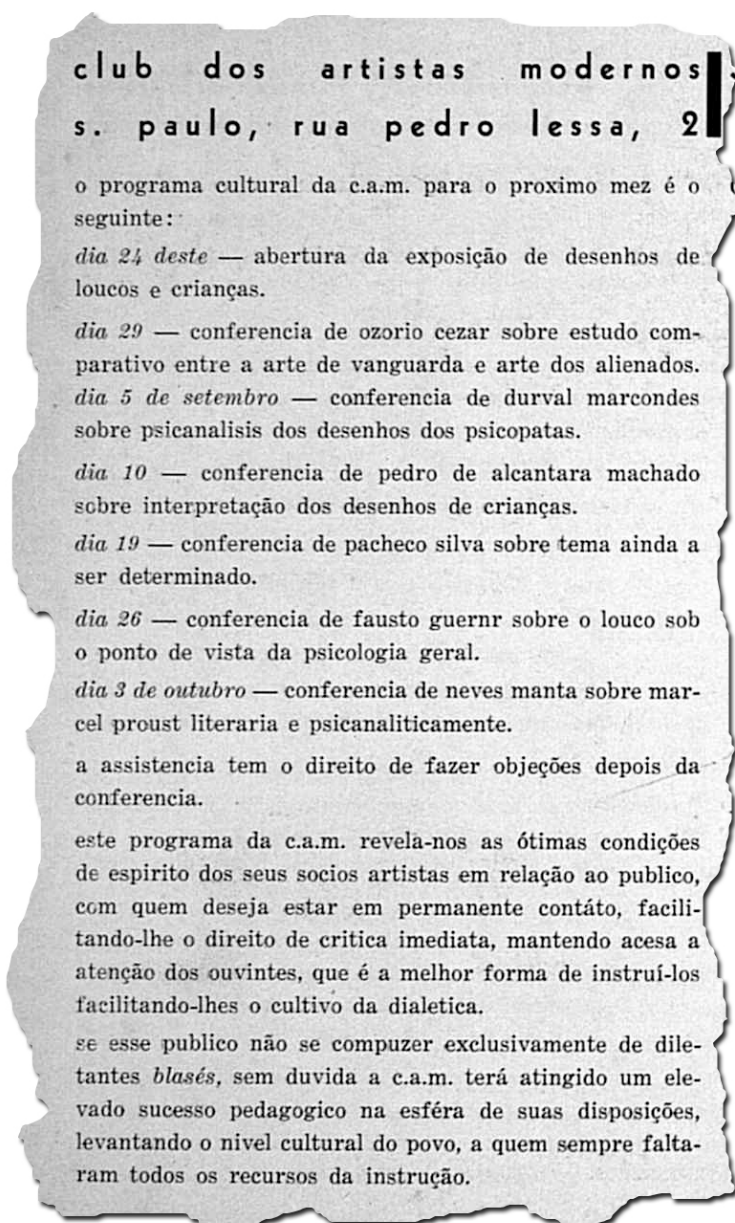 club dos artistas modernos
s. paulo, rua pedro lessa, 2
o programa cultural da c.a.m. para o proximo mez é o
seguinte:
dia 24 deste — abertura da exposição de desenhos de
loucos e crianças.
dia 29 — conferencia de ozorio cezar sobre estudo com-
parativo entre a arte de vanguarda e arte dos alienados.
dia 5 de setembro — conferencia de durval marcondes
sobre psicanalisis dos desenhos dos psicopatas.
dia 10 — conferencia de pedro de alcantara machado
sobre interpretação dos desenhos de crianças.
dia 19 — conferencia de pacheco silva sobre tema ainda a
ser determinado.
dia 26 — conferencia de fausto guernr sobre o louco sob
o ponto de vista da psicologia geral.
dia 3 de outubro — conferencia de neves manta sobre mar-
cel proust literaria e psicanaliticamente.
a assistencia tem o direito de fazer objeções depois da
conferencia.
este programa da c.a.m. revela-nos as ótimas condições
de espirito dos seus socios artistas em relação ao publico,
com quem deseja estar em permanente contáto, facili-
tando-lhe o direito de critica imediata, mantendo acesa a
atenção dos ouvintes, que é a melhor forma de instruí-los
facilitando-lhes o cultivo da dialetica.
se esse publico não se compuzer exclusivamente de dile-
tantes blasés, sem duvida a c.a.m. terá atingido um ele-
vado sucesso pedagogico na esféra de suas disposições,
levantando o nivel cultural do povo, a quem sempre falta-
ram todos os recursos da instrução.